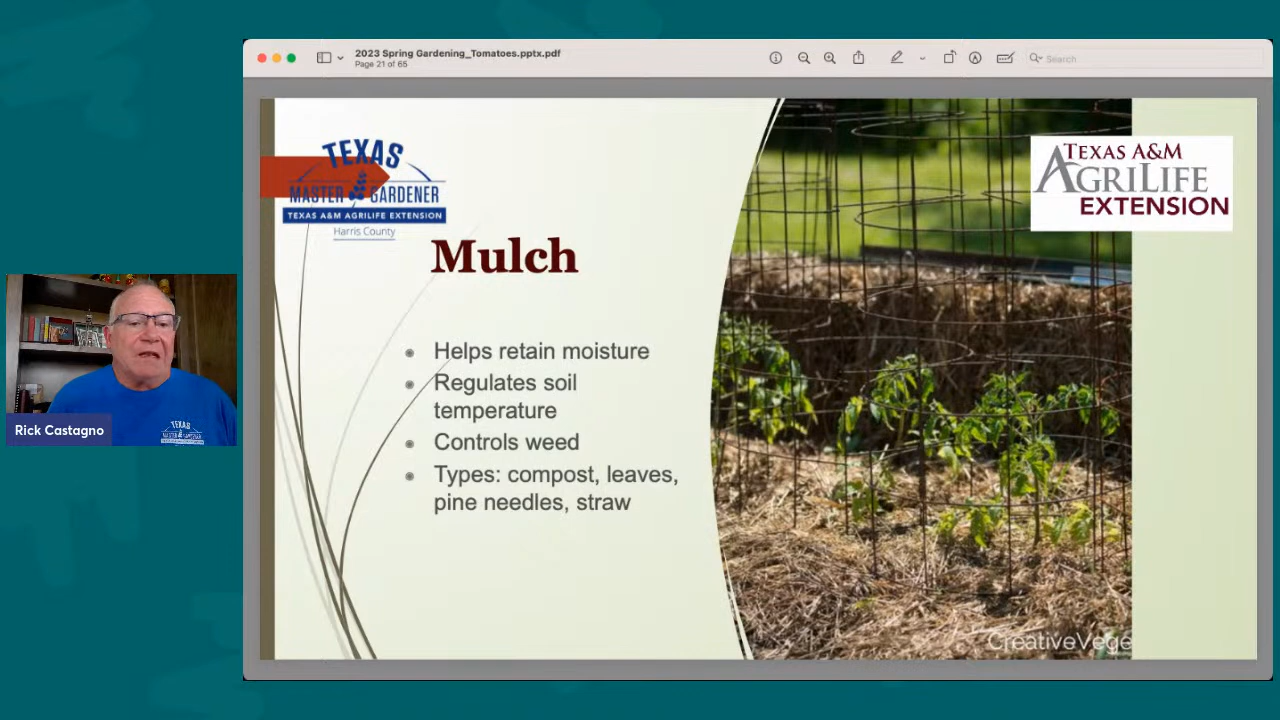 2023 Spring Gardening_Tomatoes.pptx.pdf
Page 21 of 65
Search
TEXAS
MASTER GARDENER
TEXAS A&M AGRILIFE EXTENSION
Harris County
TEXAS A&M
AGRILIFE
EXTENSION
Mulch
Helps retain moisture
Regulates soil
temperature
Controls weed
Types: compost, leaves,
pine needles, straw
CreativeVege
Rick Castagno
TEXAS